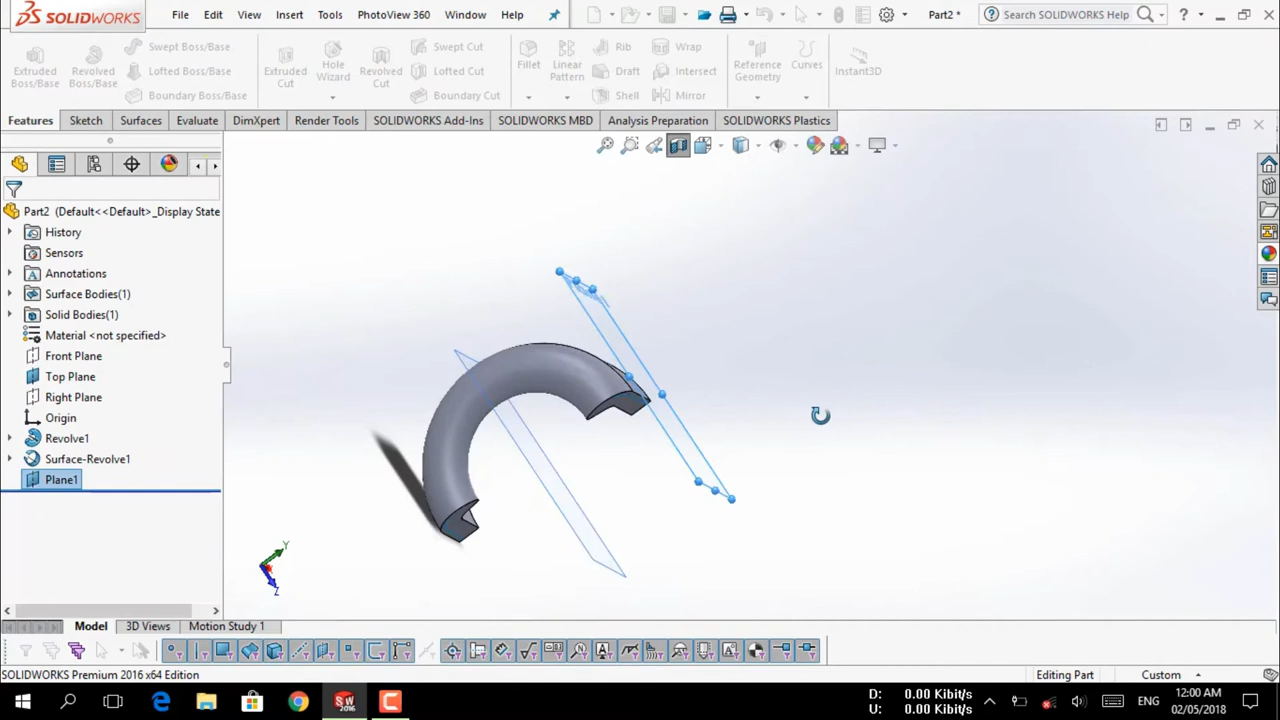 SOLIDWORKS File Edit View Insert Tools PhotoView 360 Window Help Part2 * Search SOLIDWORKS Help ?
Extruded Boss/Base
Revolved Boss/Base
Swept Boss/Base
Lofted Boss/Base
Boundary Boss/Base
Extruded Cut
Hole Wizard
Revolved Cut
Swept Cut
Lofted Cut
Boundary Cut
Fillet
Linear Pattern
Rib
Draft
Shell
Wrap
Intersect
Mirror
Reference Geometry
Curves
Instant3D
Features Sketch Surfaces Evaluate DimXpert Render Tools SOLIDWORKS Add-Ins SOLIDWORKS MBD Analysis Preparation SOLIDWORKS Plastics
Part2 (Default<<Default>_Display State
History
Sensors
Annotations
Surface Bodies(1)
Solid Bodies(1)
Material <not specified>
Front Plane
Top Plane
Right Plane
Origin
Revolve1
Surface-Revolve1
Plane1
Y
Z
Model 3D Views Motion Study 1
SOLIDWORKS Premium 2016 x64 Edition Editing Part Custom
D: 0.00 Kibit/s
U: 0.00 Kibit/s
ENG
12:00 AM
02/05/2018